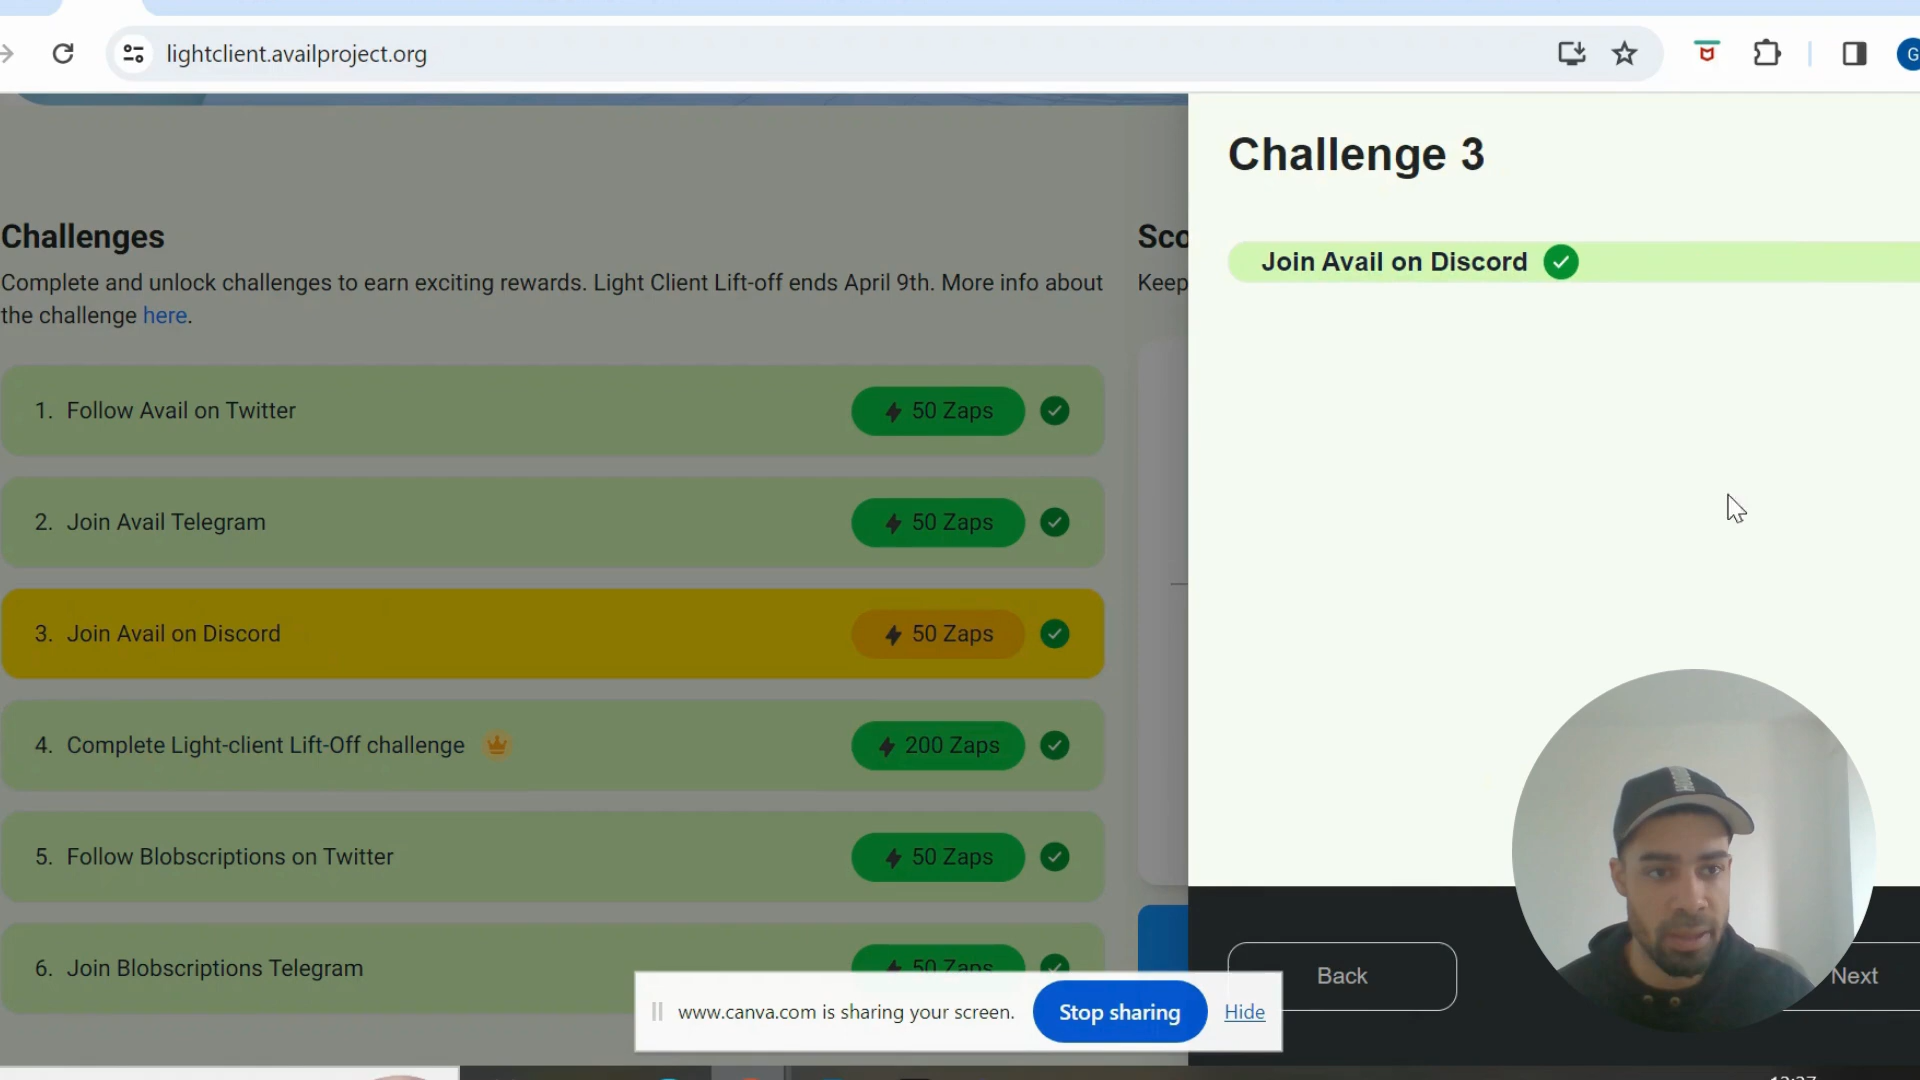 lightclient.availproject.org
G
Challenge 3
Join Avail on Discord
Challenges
Complete and unlock challenges to earn exciting rewards. Light Client Lift-off ends April 9th. More info about
the challenge here.
Sco
Keep
1. Follow Avail on Twitter 50 Zaps
2. Join Avail Telegram 50 Zaps
3. Join Avail on Discord 50 Zaps
4. Complete Light-client Lift-Off challenge 200 Zaps
5. Follow Blobscriptions on Twitter 50 Zaps
6. Join Blobscriptions Telegram 50 Zaps
Back
Next
www.canva.com is sharing your screen. Stop sharing Hide